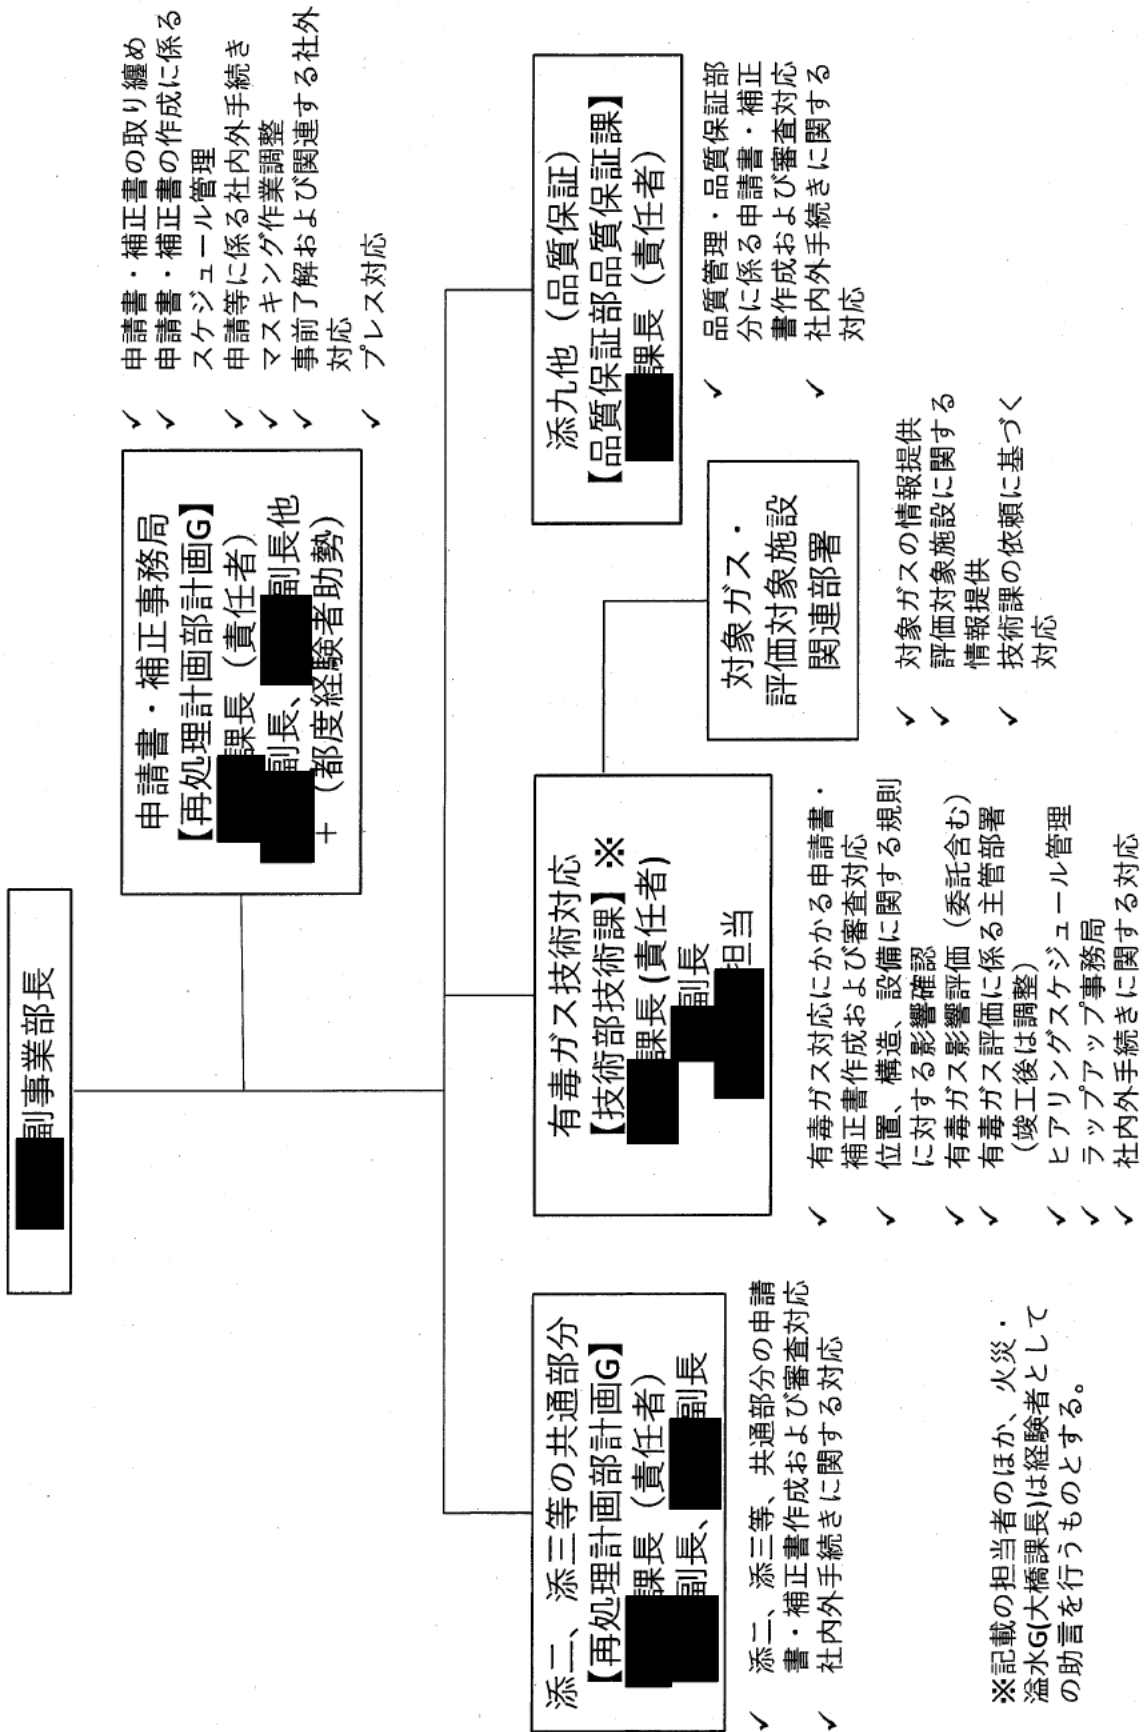 副事業部長
申請書・補正事務局
【再処理計画部計画G】
課長（責任者）
副長、副長他
＋（都度経験者助勢）
✓ 申請書・補正書の取り纏め
✓ 申請書・補正書の作成に係る
スケジュール管理
✓ 申請等に係る社内外手続き
✓ マスキング作業調整
✓ 事前了解および関連する社外
対応
✓ プレス対応
添二、添三等の共通部分
【再処理計画部計画G】
課長（責任者）
副長、副長
✓ 添二、添三等、共通部分の申請
書・補正書作成および審査対応
✓ 社内外手続きに関する対応
有毒ガス技術対応
【技術部技術課】※
課長(責任者)
副長
担当
✓ 有毒ガス対応にかかる申請書・
補正書作成および審査対応
✓ 位置、構造、設備に関する規則
に対する影響確認
✓ 有毒ガス影響評価（委託含む）
✓ 有毒ガス評価に係る主管部署
（竣工後は調整）
✓ ヒアリングスケジュール管理
✓ ラップアップ事務局
✓ 社内外手続きに関する対応
対象ガス・
評価対象施設
関連部署
✓ 対象ガスの情報提供
✓ 評価対象施設に関する
情報提供
✓ 技術課の依頼に基づく
対応
添九他（品質保証）
【品質保証部品質保証課】
課長（責任者）
✓ 品質管理・品質保証部
分に係る申請書・補正
書作成および審査対応
✓ 社内外手続きに関する
対応
※記載の担当者のほか、火災・
溢水G(大橋課長)は経験者として
の助言を行うものとする。